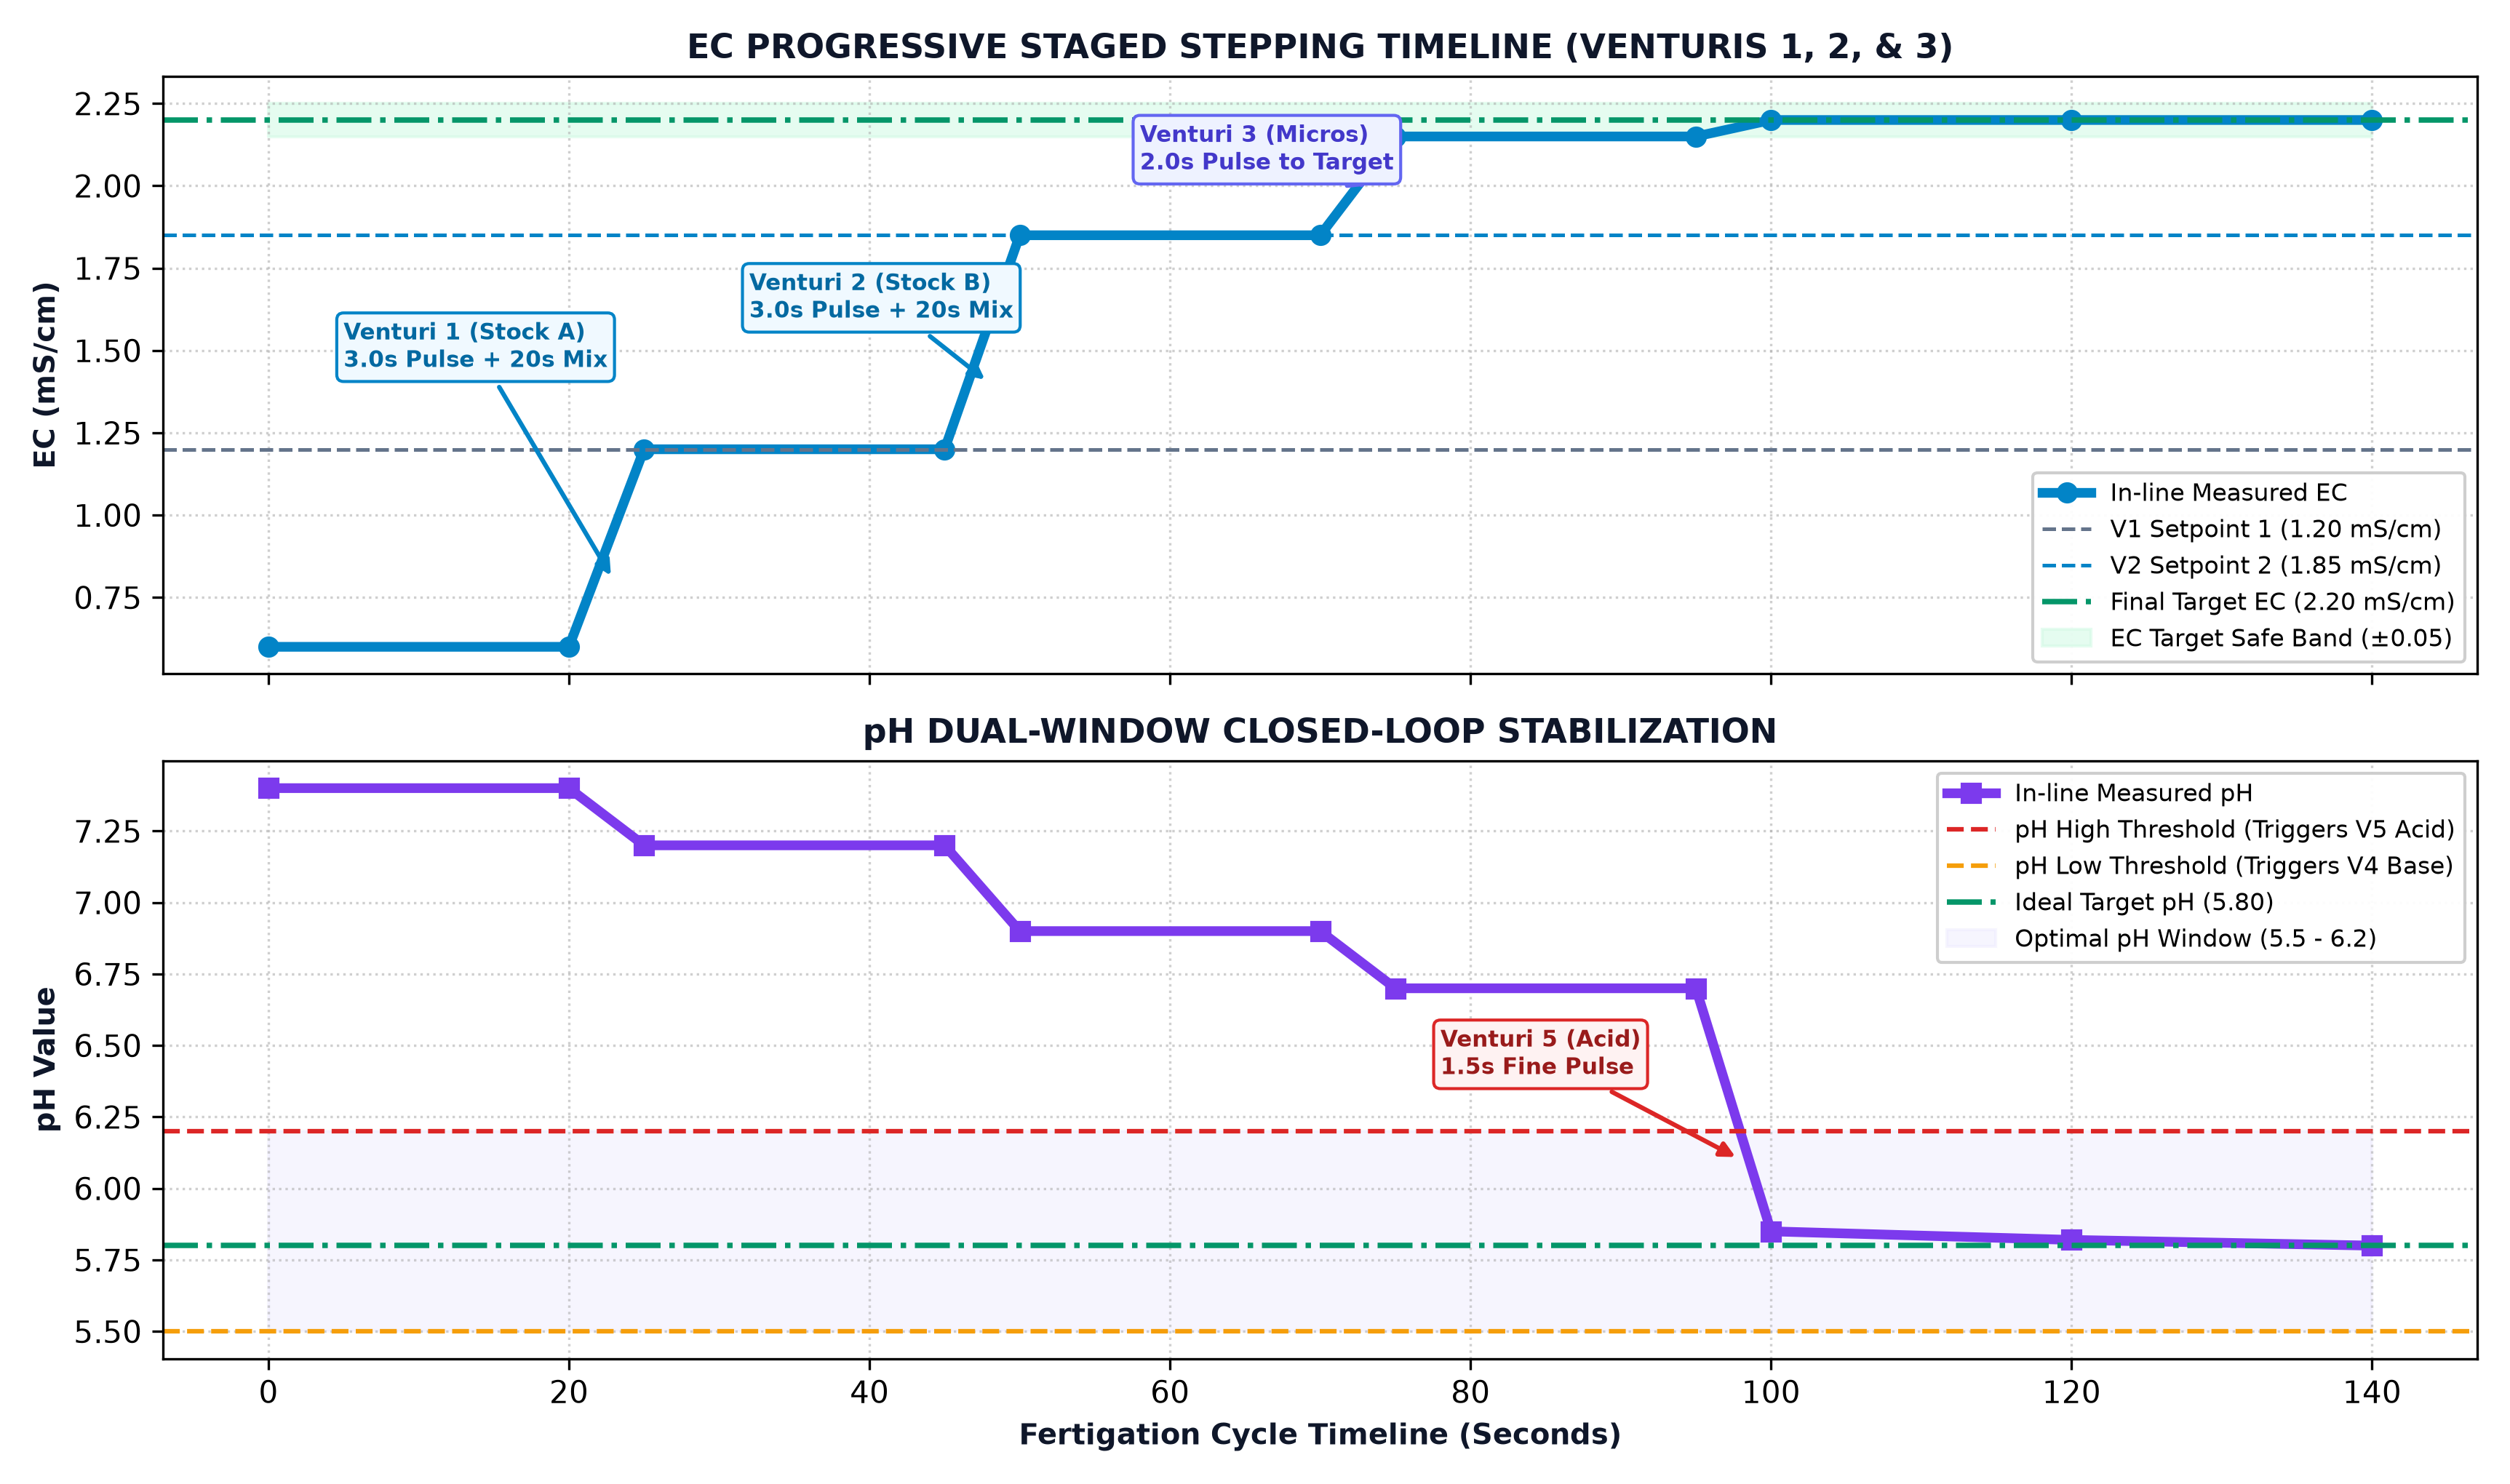 EC PROGRESSIVE STAGED STEPPING TIMELINE (VENTURIS 1, 2, & 3)
EC (mS/cm)
2.25
2.00
1.75
1.50
1.25
1.00
0.75
Venturi 1 (Stock A)
3.0s Pulse + 20s Mix
Venturi 2 (Stock B)
3.0s Pulse + 20s Mix
Venturi 3 (Micros)
2.0s Pulse to Target
In-line Measured EC
V1 Setpoint 1 (1.20 mS/cm)
V2 Setpoint 2 (1.85 mS/cm)
Final Target EC (2.20 mS/cm)
EC Target Safe Band (±0.05)
pH DUAL-WINDOW CLOSED-LOOP STABILIZATION
pH Value
7.25
7.00
6.75
6.50
6.25
6.00
5.75
5.50
In-line Measured pH
pH High Threshold (Triggers V5 Acid)
pH Low Threshold (Triggers V4 Base)
Ideal Target pH (5.80)
Optimal pH Window (5.5 - 6.2)
Venturi 5 (Acid)
1.5s Fine Pulse
0 20 40 60 80 100 120 140
Fertigation Cycle Timeline (Seconds)